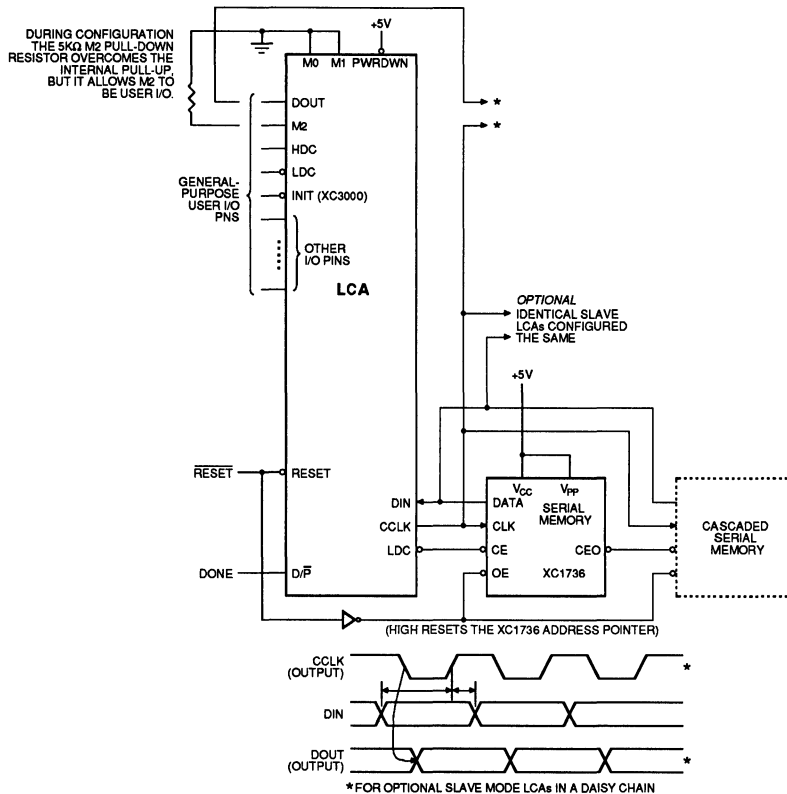 DURING CONFIGURATION
THE 5KΩ M2 PULL-DOWN
RESISTOR OVERCOMES THE
INTERNAL PULL-UP,
BUT IT ALLOWS M2 TO
BE USER I/O.
+5V
M0 M1 PWRDWN
DOUT
M2
HDC
LDC
INIT (XC3000)
GENERAL-
PURPOSE
USER I/O
PNS
OTHER
I/O PINS
LCA
*
*
OPTIONAL
IDENTICAL SLAVE
LCAs CONFIGURED
THE SAME
+5V
RESET
RESET
DIN
CCLK
LDC
DONE
D/P
VCC VPP
DATA
SERIAL
MEMORY
CLK
CE
CEO
OE
XC1736
CASCADED
SERIAL
MEMORY
(HIGH RESETS THE XC1736 ADDRESS POINTER)
CCLK
(OUTPUT)
*
DIN
DOUT
(OUTPUT)
*
*FOR OPTIONAL SLAVE MODE LCAs IN A DAISY CHAIN